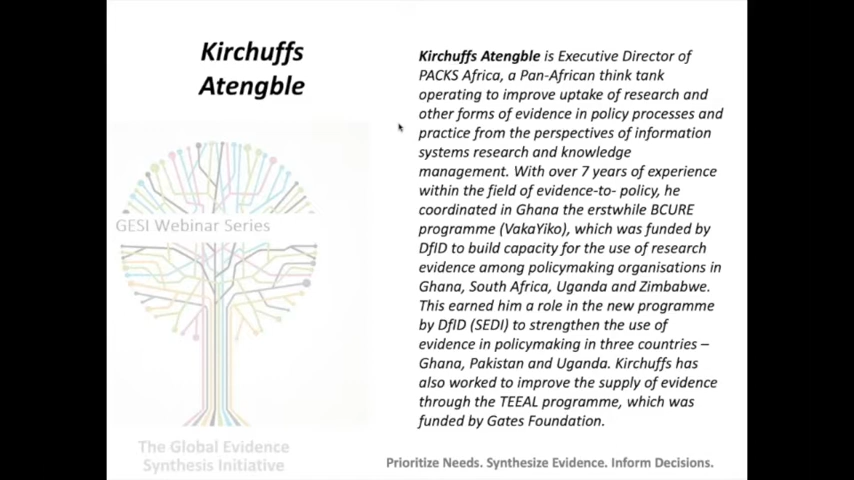 Kirchuffs
Atengble
GESI Webinar Series
The Global Evidence
Synthesis Initiative
Kirchuffs Atengble is Executive Director of
PACKS Africa, a Pan-African think tank
operating to improve uptake of research and
other forms of evidence in policy processes and
practice from the perspectives of information
systems research and knowledge
management. With over 7 years of experience
within the field of evidence-to- policy, he
coordinated in Ghana the erstwhile BCURE
programme (VakaYiko), which was funded by
DfID to build capacity for the use of research
evidence among policymaking organisations in
Ghana, South Africa, Uganda and Zimbabwe.
This earned him a role in the new programme
by DfID (SEDI) to strengthen the use of
evidence in policymaking in three countries –
Ghana, Pakistan and Uganda. Kirchuffs has
also worked to improve the supply of evidence
through the TEEAL programme, which was
funded by Gates Foundation.
Prioritize Needs. Synthesize Evidence. Inform Decisions.